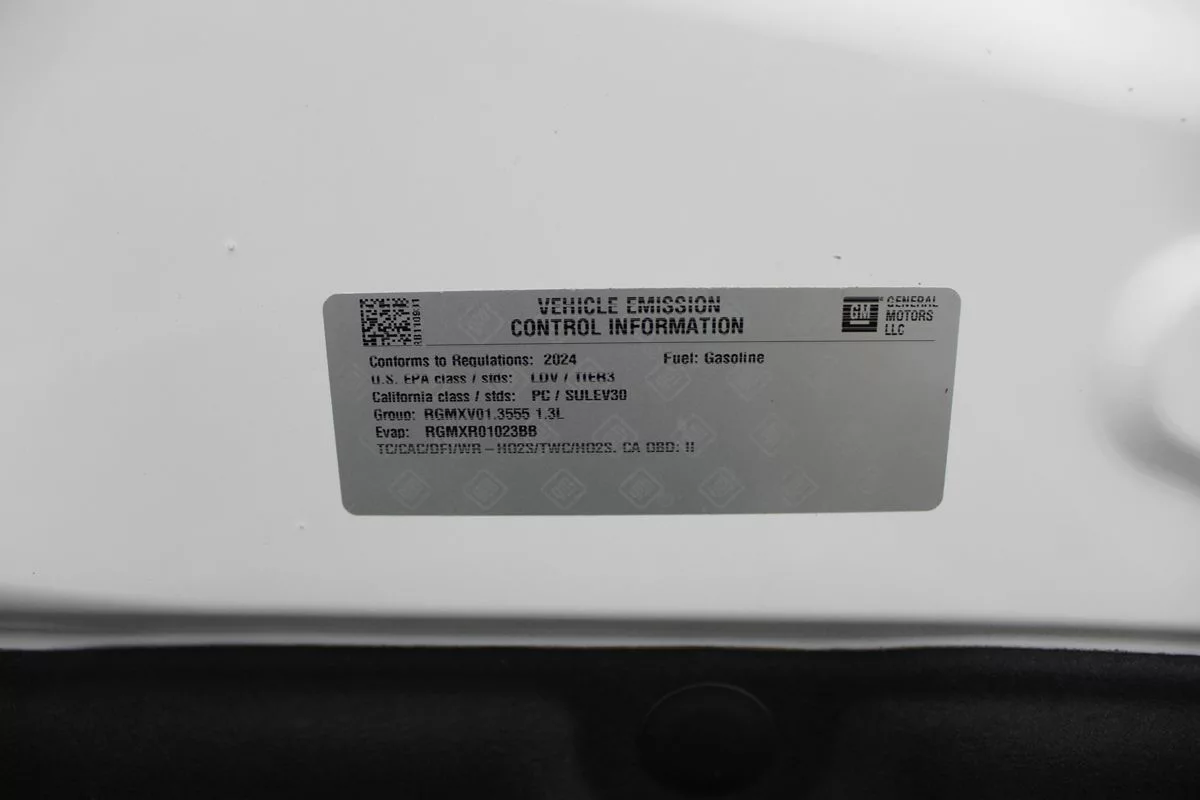 VEHICLE EMISSION
CONTROL INFORMATION
GM
GENERAL
MOTORS
LLC
Conforms to Regulations: 2024 Fuel: Gasoline
U.S. EPA class / stds: LDV / TIER3
California class / stds: PC / SULEV30
Group: RGMXV01.3555 1.3L
Evap: RGMXR01023BB
TC/CAC/DFI/WR-HO2S/TWC/HO2S. CA OBD: II